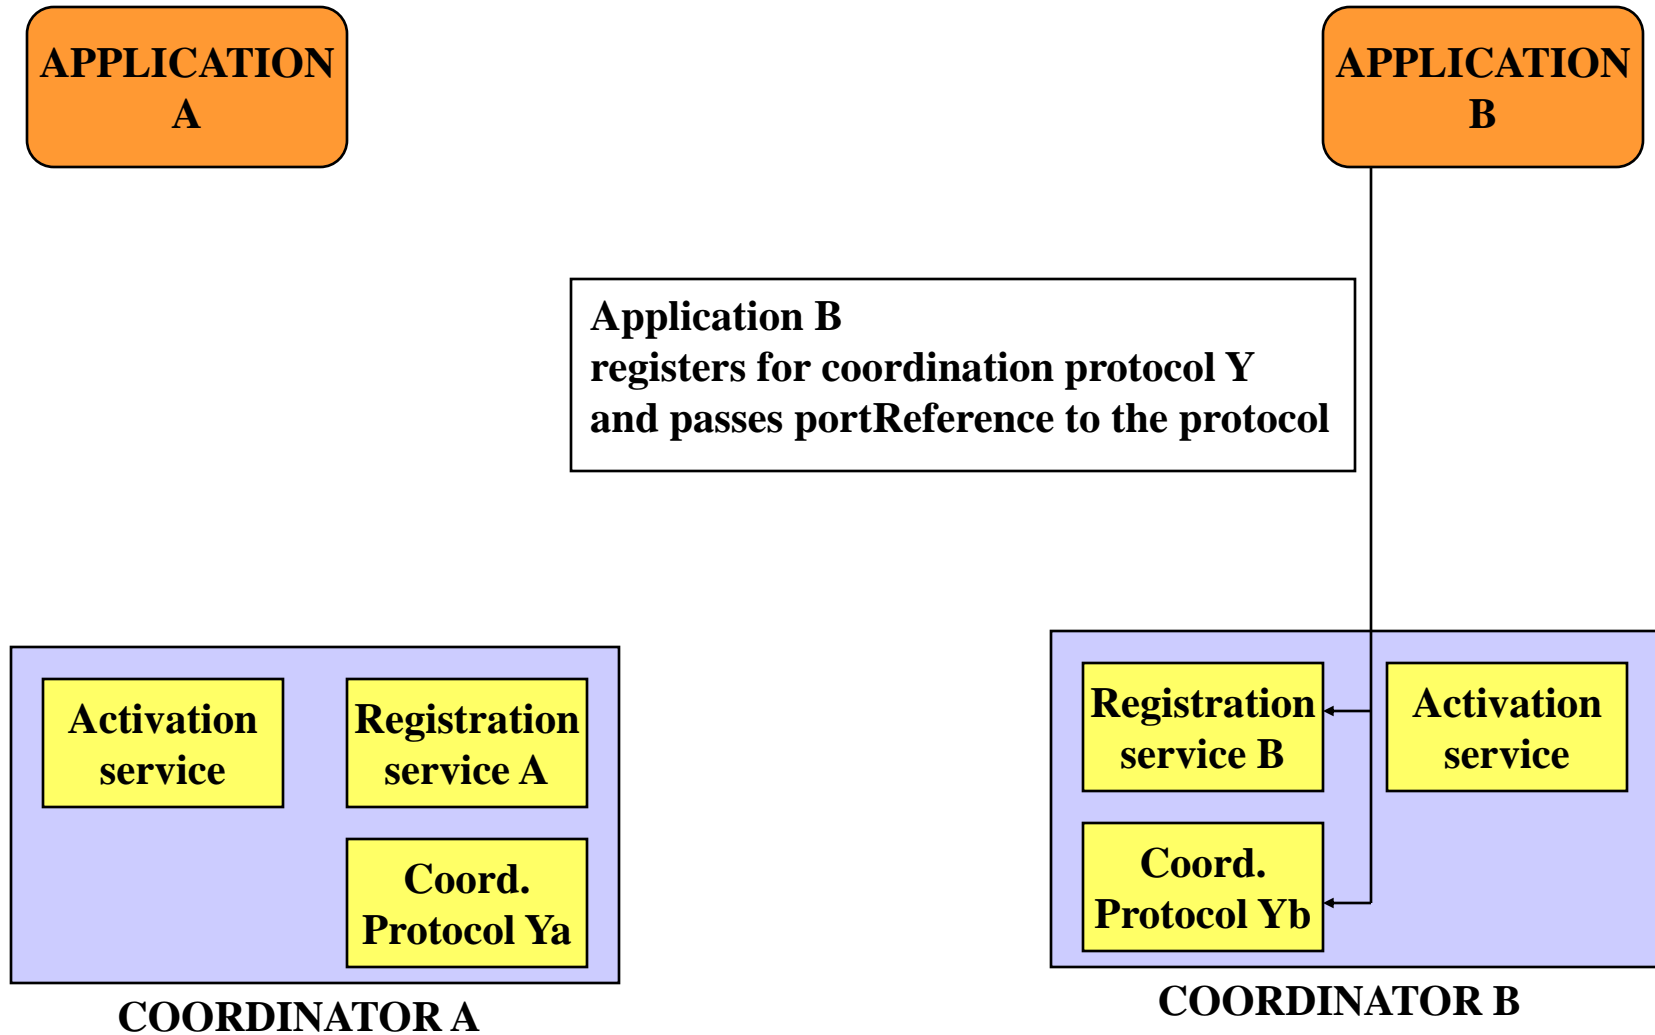 APPLICATION
A
APPLICATION
B
Application B
registers for coordination protocol Y
and passes portReference to the protocol
Activation
service
Registration
service A
Coord.
Protocol Ya
COORDINATOR A
Registration
service B
Activation
service
Coord.
Protocol Yb
COORDINATOR B